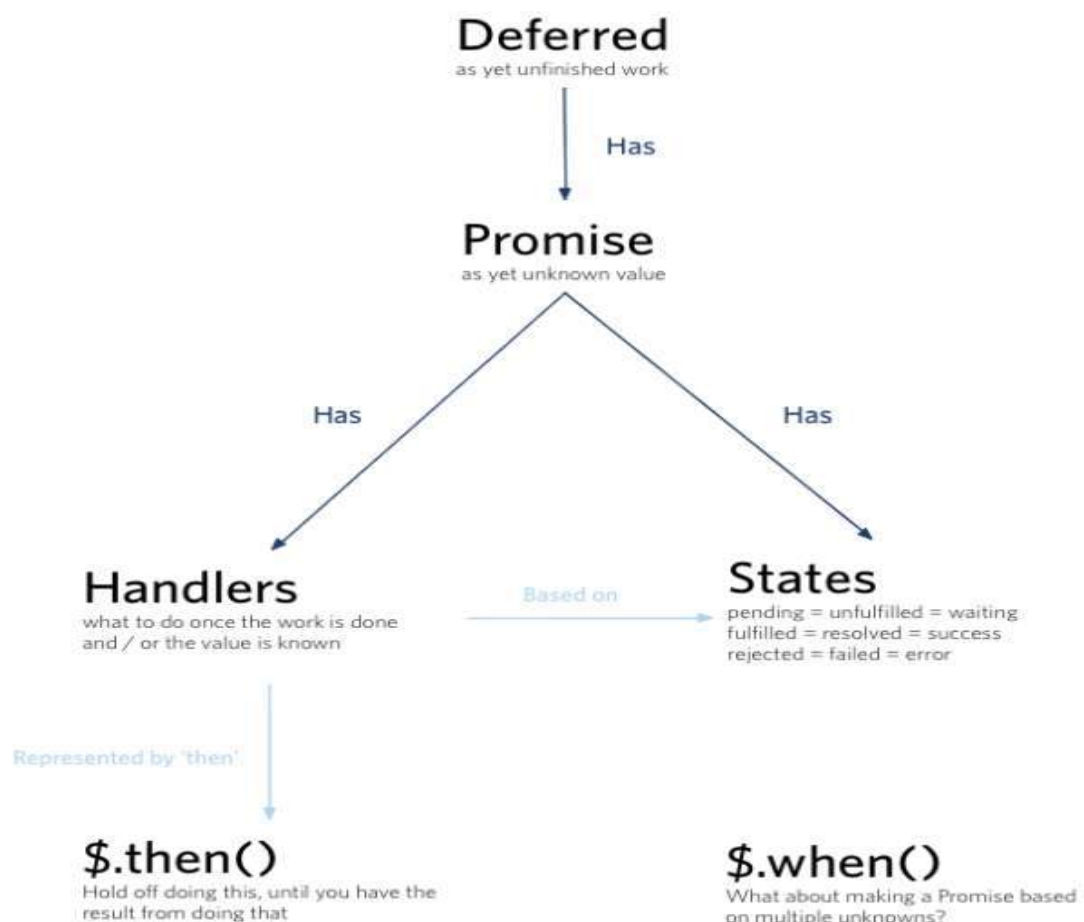 Deferred
as yet unfinished work
Has
Promise
as yet unknown value
Has
Has
Handlers
what to do once the work is done
and / or the value is known
Based on
States
pending = unfulfilled = waiting
fulfilled = resolved = success
rejected = failed = error
Represented by 'then'
$.then()
Hold off doing this, until you have the
result from doing that
$.when()
What about making a Promise based
on multiple unknowns?